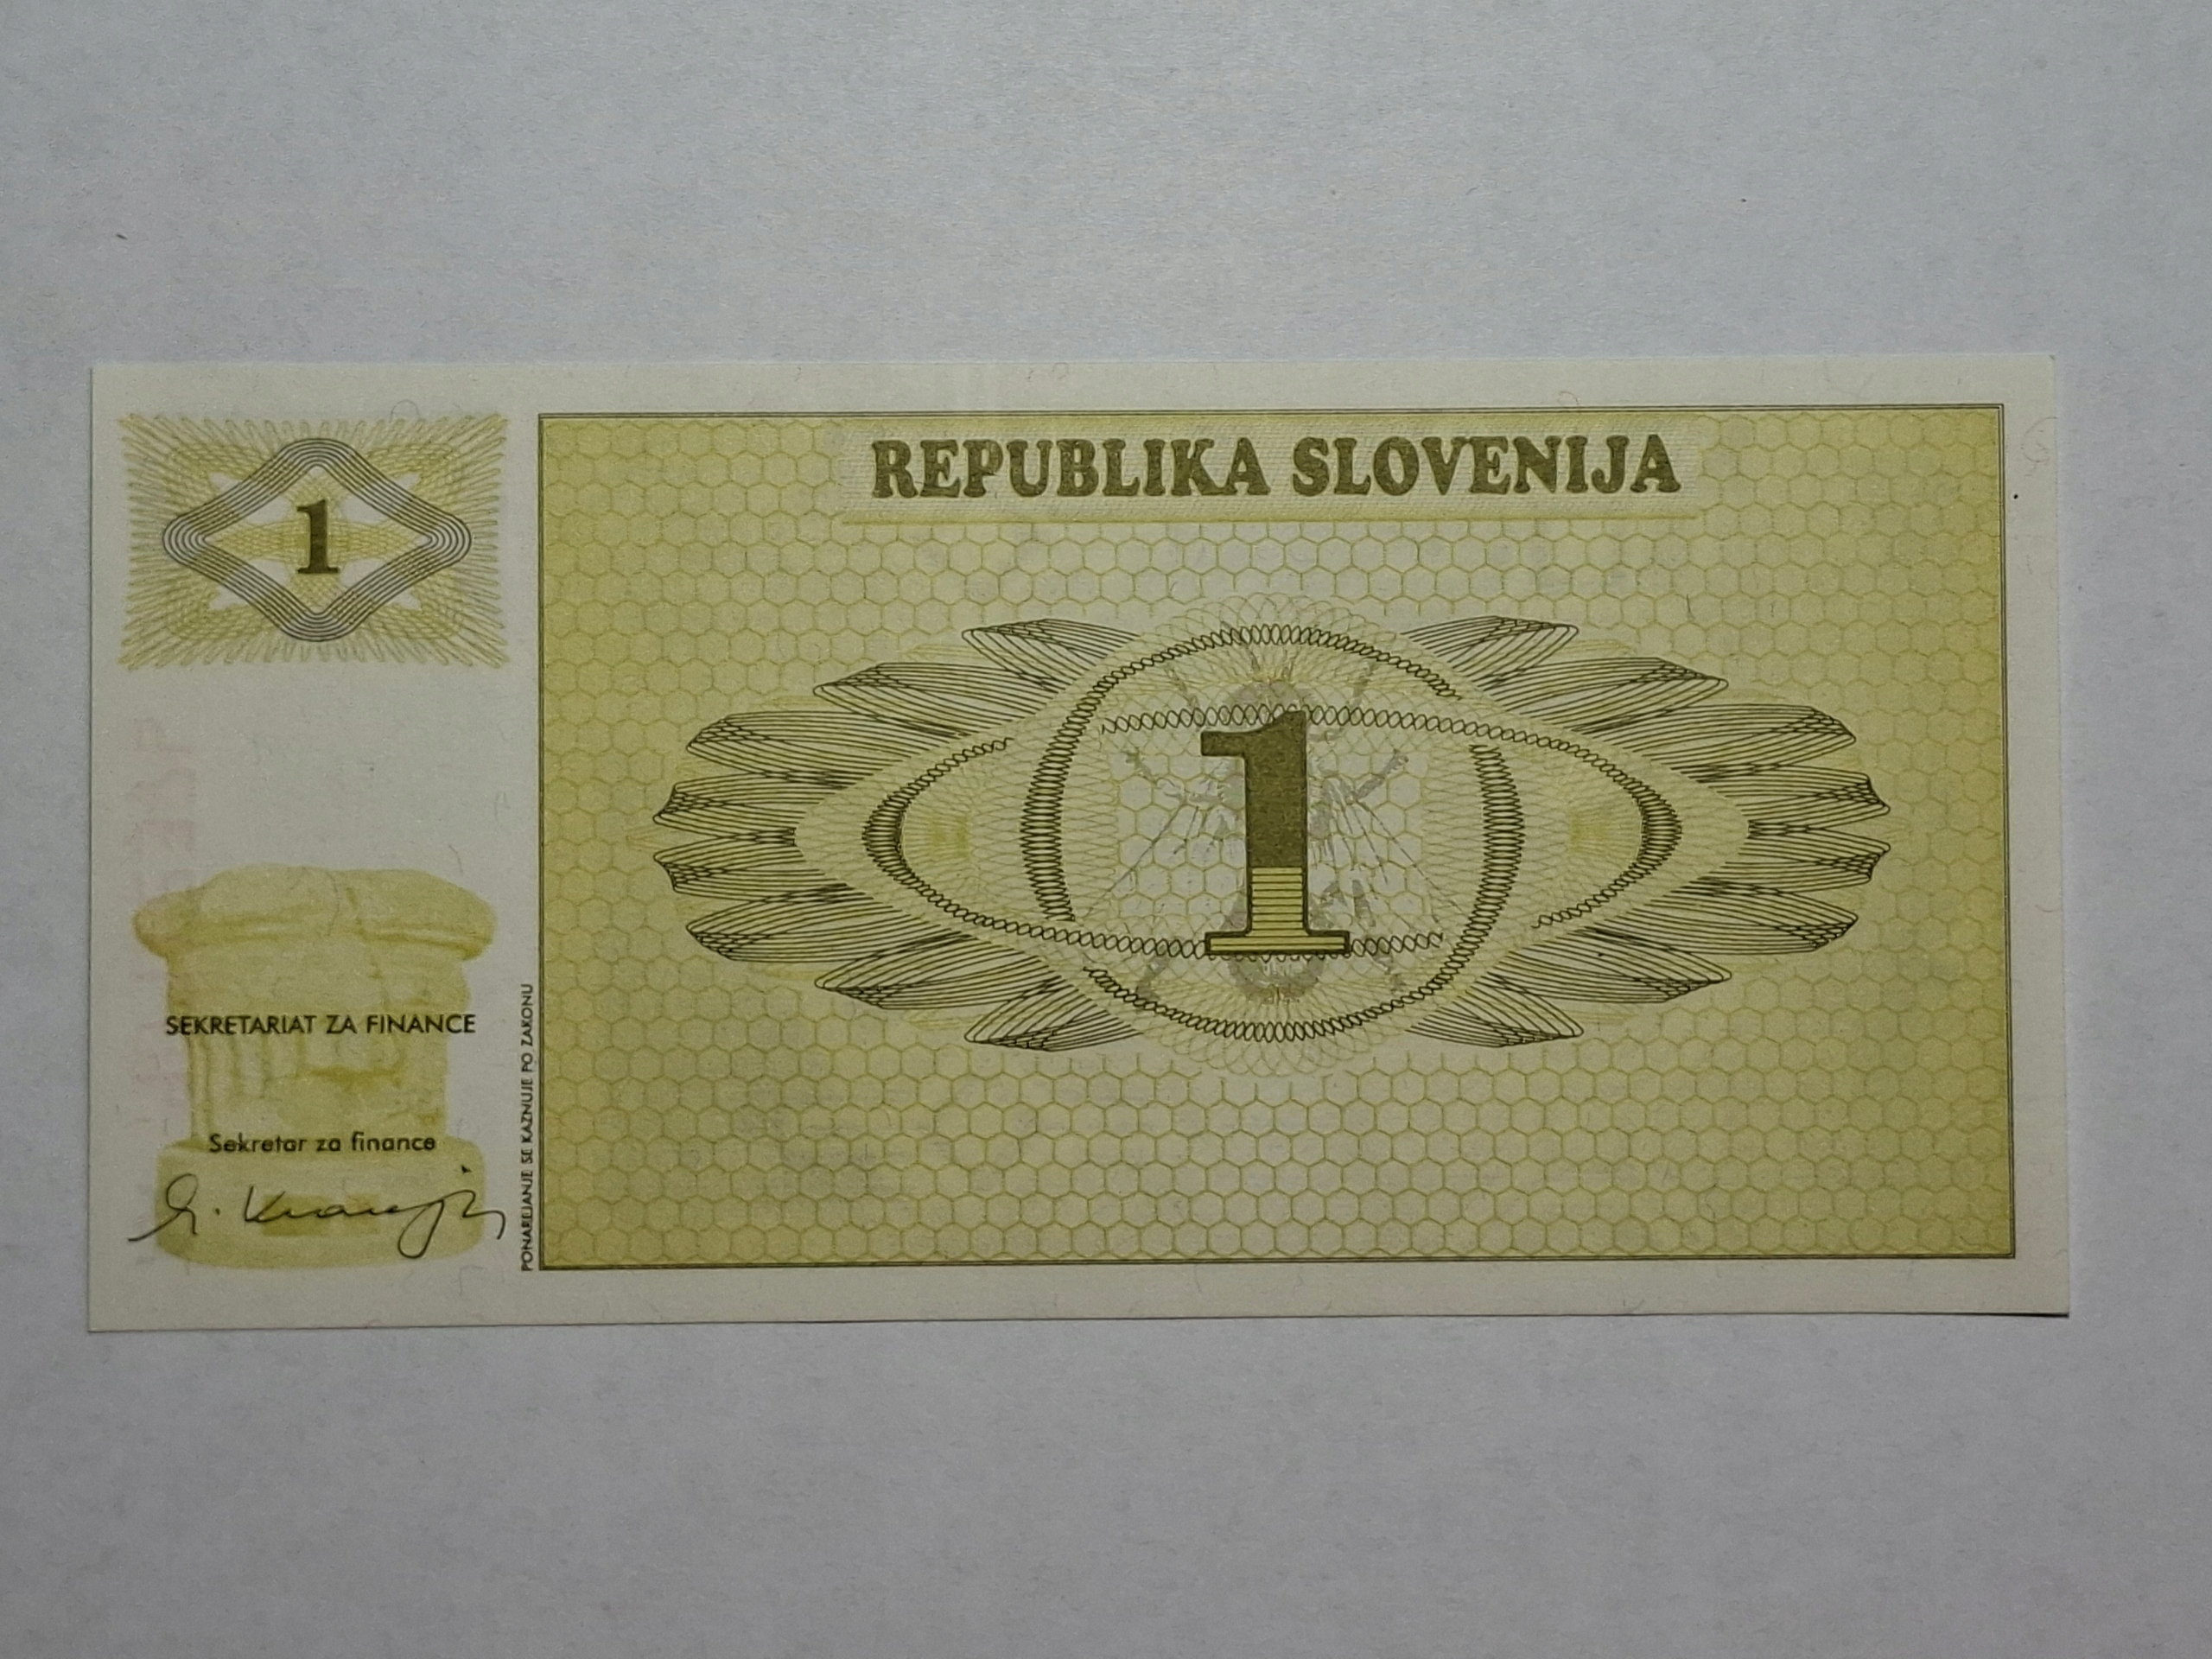 1
REPUBLIKA SLOVENIJA
1
SEKRETARIAT ZA FINANCE
Sekretar za finance
PONAREJANJE SE KAZNUJE PO ZAKONU